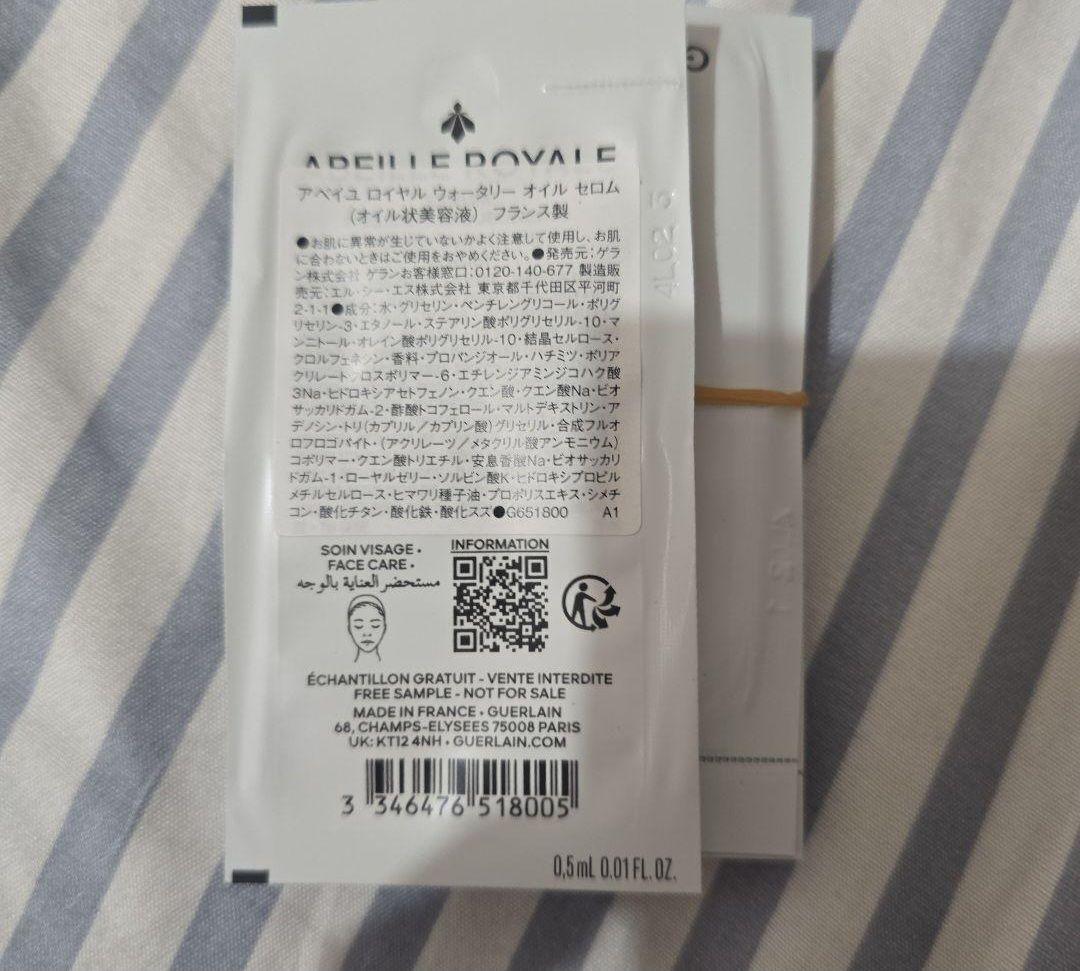 ABEILLE ROYALE
アベイユ ロイヤル ウォータリー オイル セロム
(オイル状美容液) フランス製
●お肌に異常が生じていないかよく注意して使用し、お肌
に合わないときはご使用をおやめください。●発売元:ゲラ
ン株式会社 ゲランお客様窓口:0120-140-677 製造販
売元:エル・シー・エス株式会社 東京都千代田区平河町
2-1-1●成分:水・グリセリン・ペンチレングリコール・ポリグ
リセリン-3・エタノール・ステアリン酸ポリグリセリル-10・マ
ンニトール・オレイン酸ポリグリセリル-10・結晶セルロース・
クロルフェネシン・香料・プロパンジオール・ハチミツ・ポリア
クリレートクロスポリマー-6・エチレンジアミンジコハク酸
3Na・ヒドロキシアセトフェノン・クエン酸・クエン酸Na・ビオ
サッカリドガム-2・酢酸トコフェロール・マルトデキストリン・ア
デノシン・トリ(カプリル/カプリン酸)グリセリル・合成フルオ
ロフロゴパイト・(アクリレーツ/メタクリル酸アンモニウム)
コポリマー・クエン酸トリエチル・安息香酸Na・ビオサッカリ
ドガム-1・ローヤルゼリー・ソルビン酸K・ヒドロキシプロピル
メチルセルロース・ヒマワリ種子油・プロポリスエキス・シメチ
コン・酸化チタン・酸化鉄・酸化スズ●G651800 A1
SOIN VISAGE •
FACE CARE •
مستحضر العناية بالوجه
INFORMATION
ÉCHANTILLON GRATUIT - VENTE INTERDITE
FREE SAMPLE - NOT FOR SALE
MADE IN FRANCE • GUERLAIN
68, CHAMPS-ELYSEES 75008 PARIS
UK: KT12 4NH • GUERLAIN.COM
3 346476 518005
0,5 mL 0.01 FL. OZ.
4L02 5
G